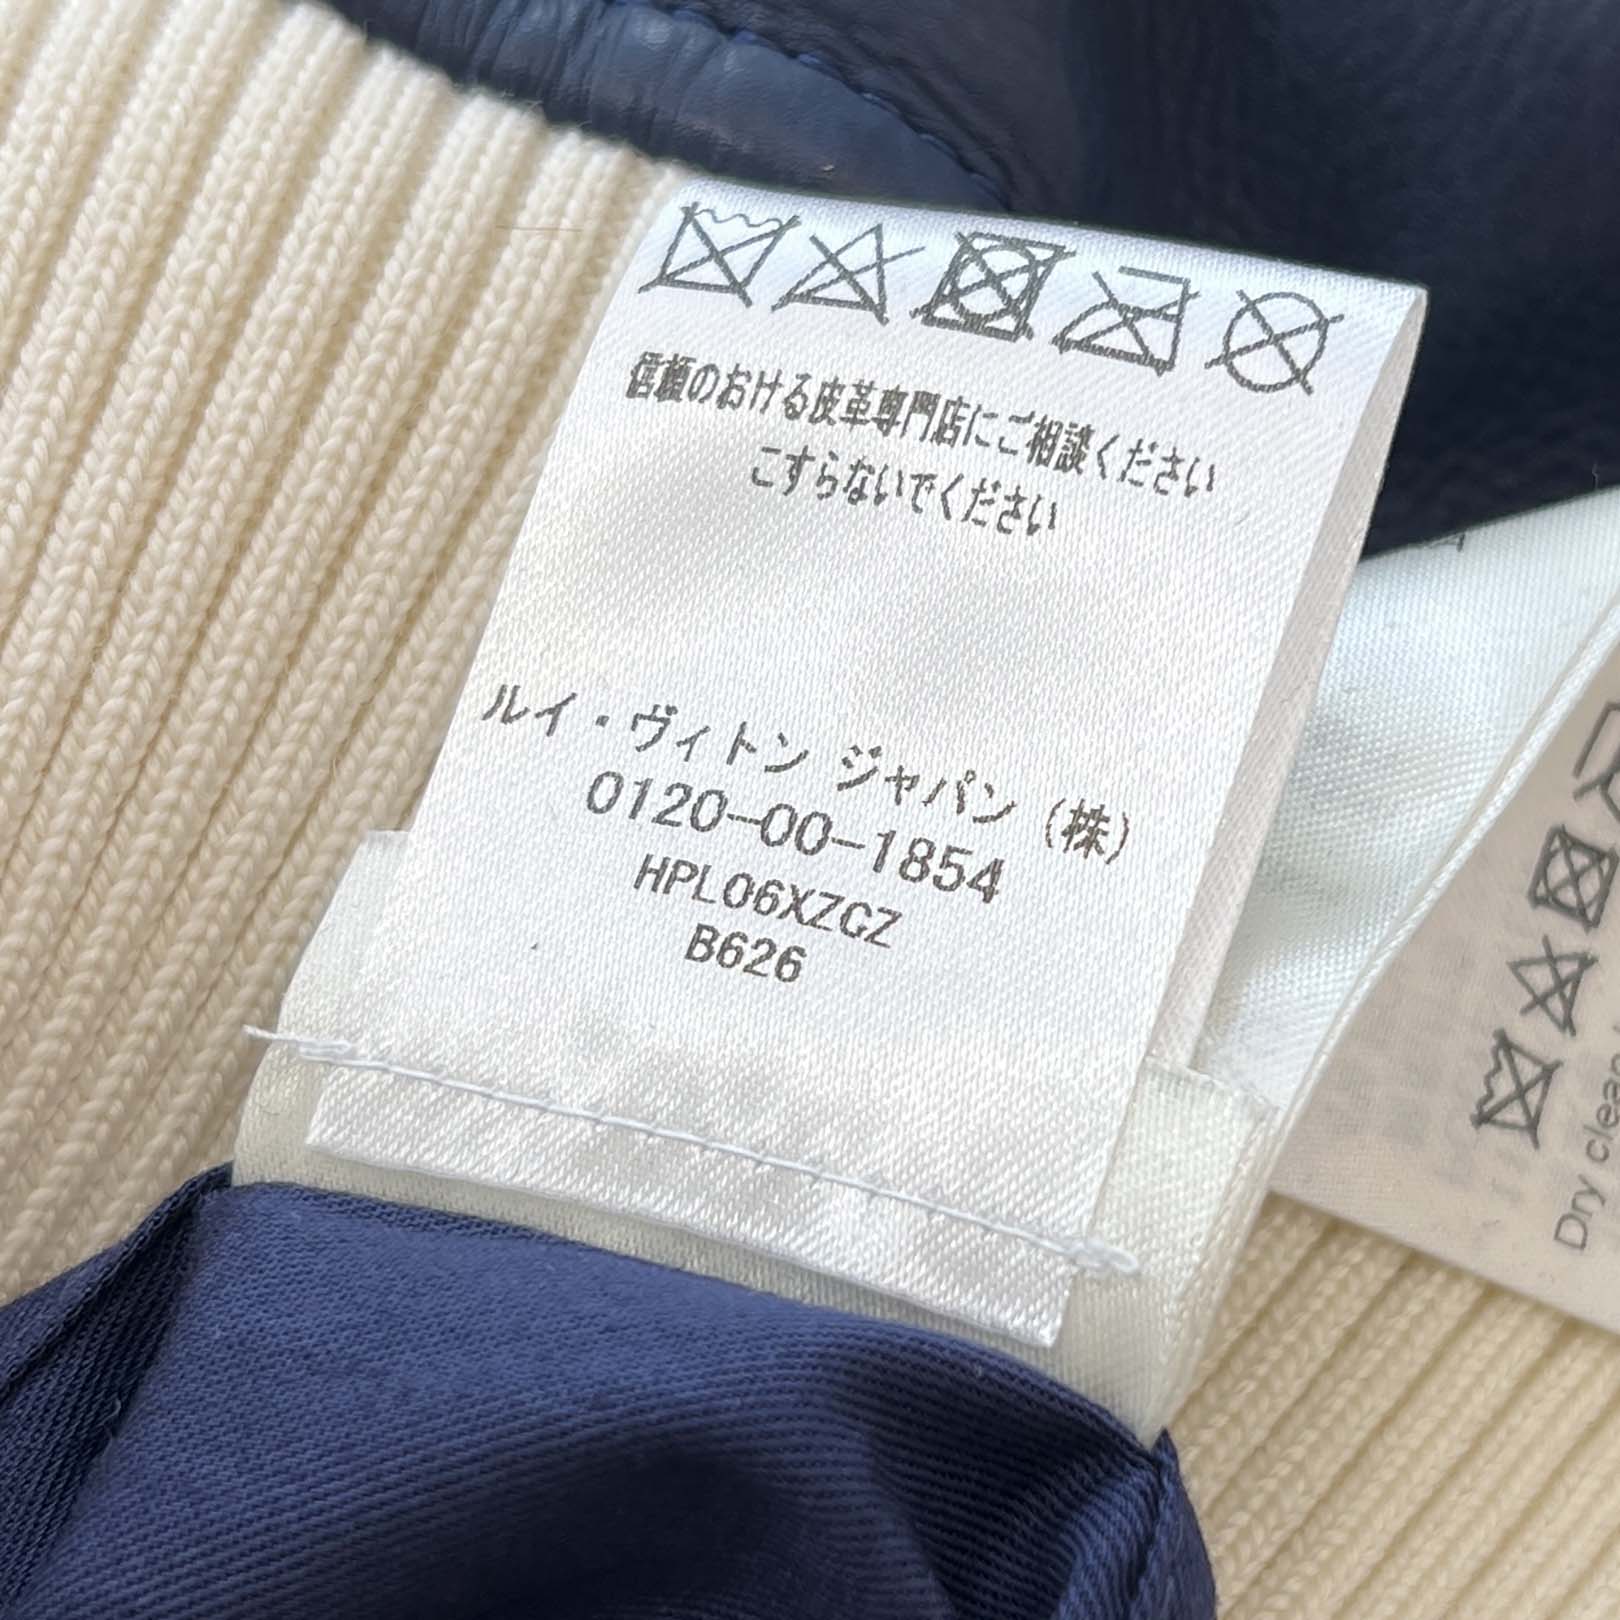 信頼のおける皮革専門店にご相談ください
こすらないでください
ルイ・ヴィトン ジャパン (株)
0120-00-1854
HPL06XZCZ
B626
Dry clean